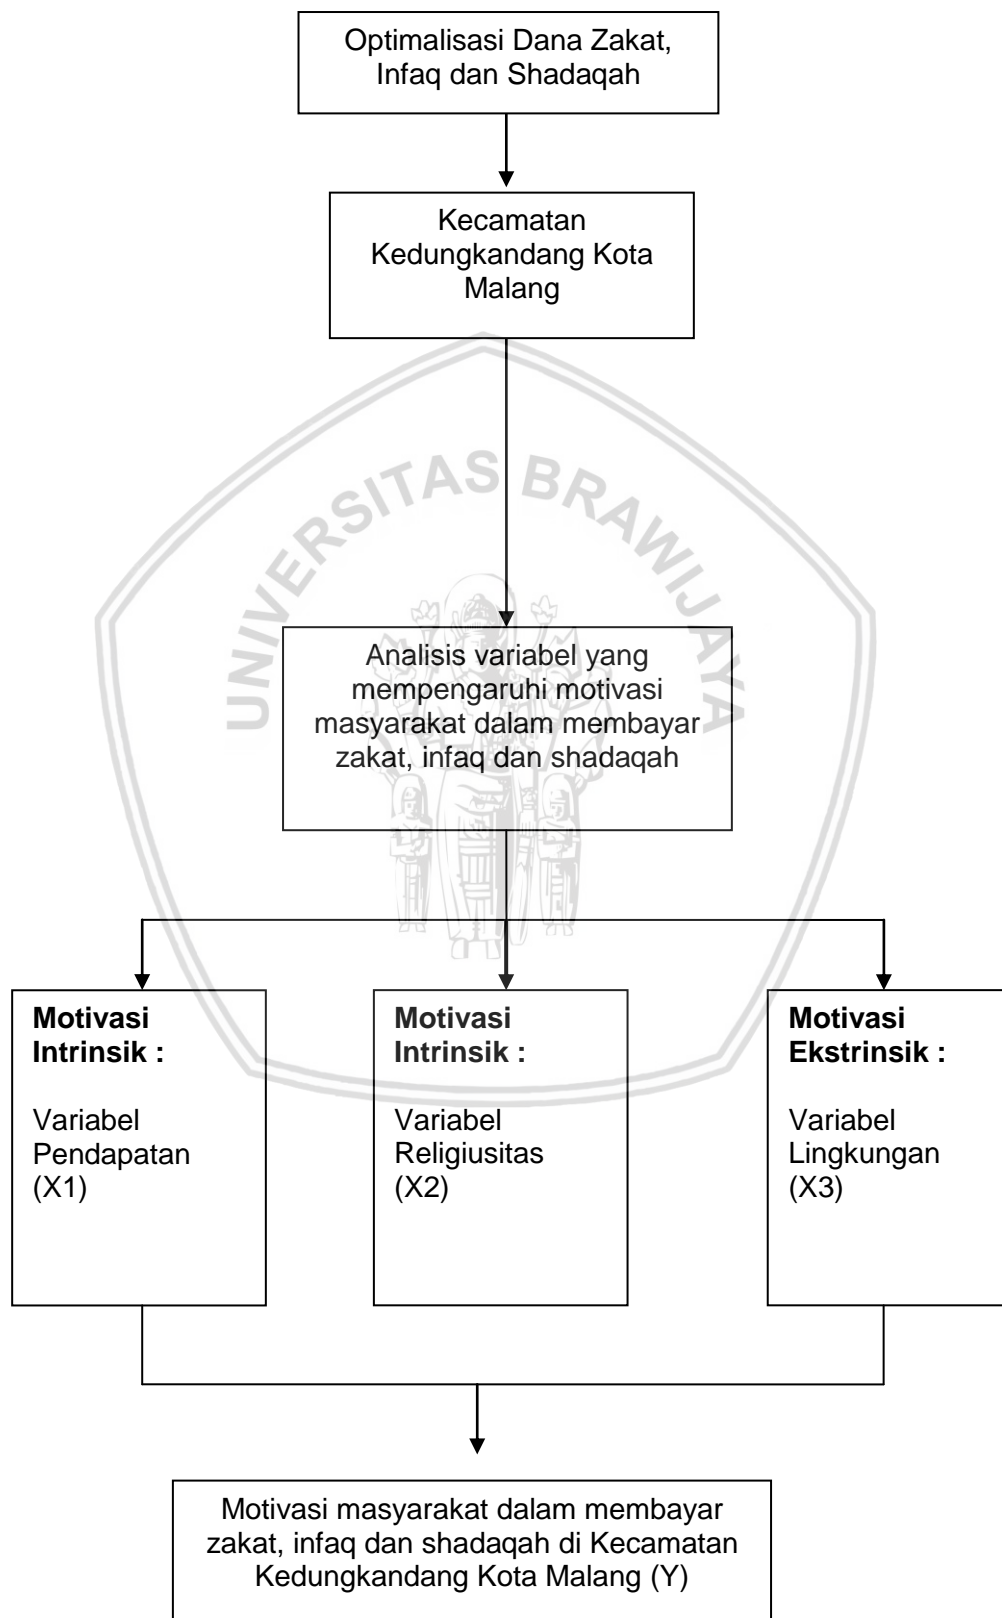 Optimalisasi Dana Zakat,
Infaq dan Shadaqah
Kecamatan
Kedungkandang Kota
Malang
UNIVERSITAS BRAWIJAYA
Analisis variabel yang
mempengaruhi motivasi
masyarakat dalam membayar
zakat, infaq dan shadaqah
Motivasi
Intrinsik :
Variabel
Pendapatan
(X1)
Motivasi
Intrinsik :
Variabel
Religiusitas
(X2)
Motivasi
Ekstrinsik :
Variabel
Lingkungan
(X3)
Motivasi masyarakat dalam membayar
zakat, infaq dan shadaqah di Kecamatan
Kedungkandang Kota Malang (Y)